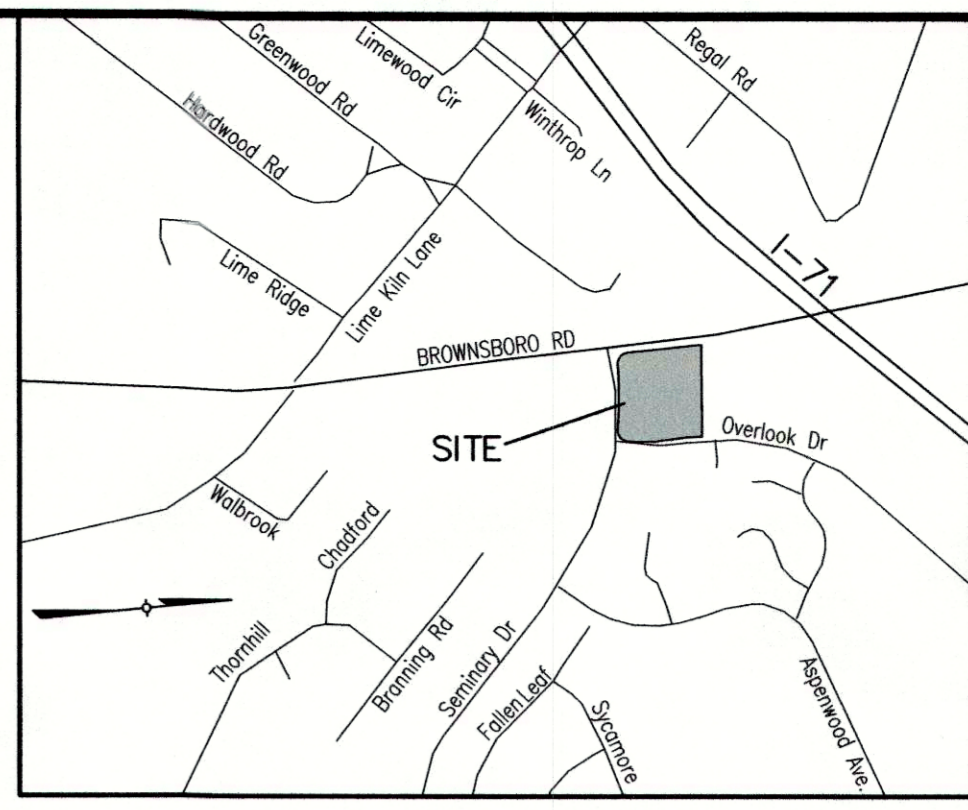 Greenwood Rd
Limewood Cir
Regal Rd
Hardwood Rd
Winthrop Ln
I-71
Lime Ridge
Lime Kiln Lane
BROWNSBORO RD
SITE
Overlook Dr
Walbrook
Chadford
Thornhill
Branning Rd
Seminary Dr
Fallen Leaf
Sycamore
Aspenwood Ave.